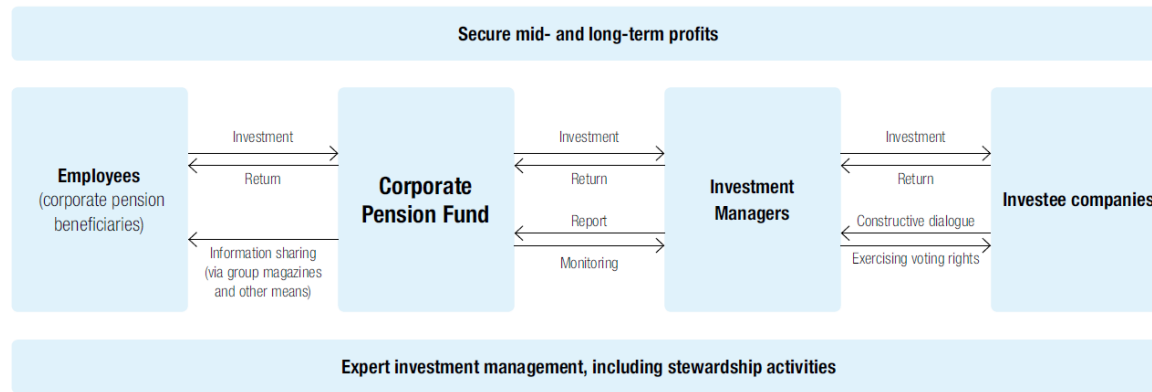 Secure mid- and long-term profits
Employees
(corporate pension
beneficiaries)
Investment
Return
Information sharing
(via group magazines
and other means)
Corporate
Pension Fund
Investment
Return
Report
Monitoring
Investment
Managers
Investment
Return
Constructive dialogue
Exercising voting rights
Investee companies
Expert investment management, including stewardship activities